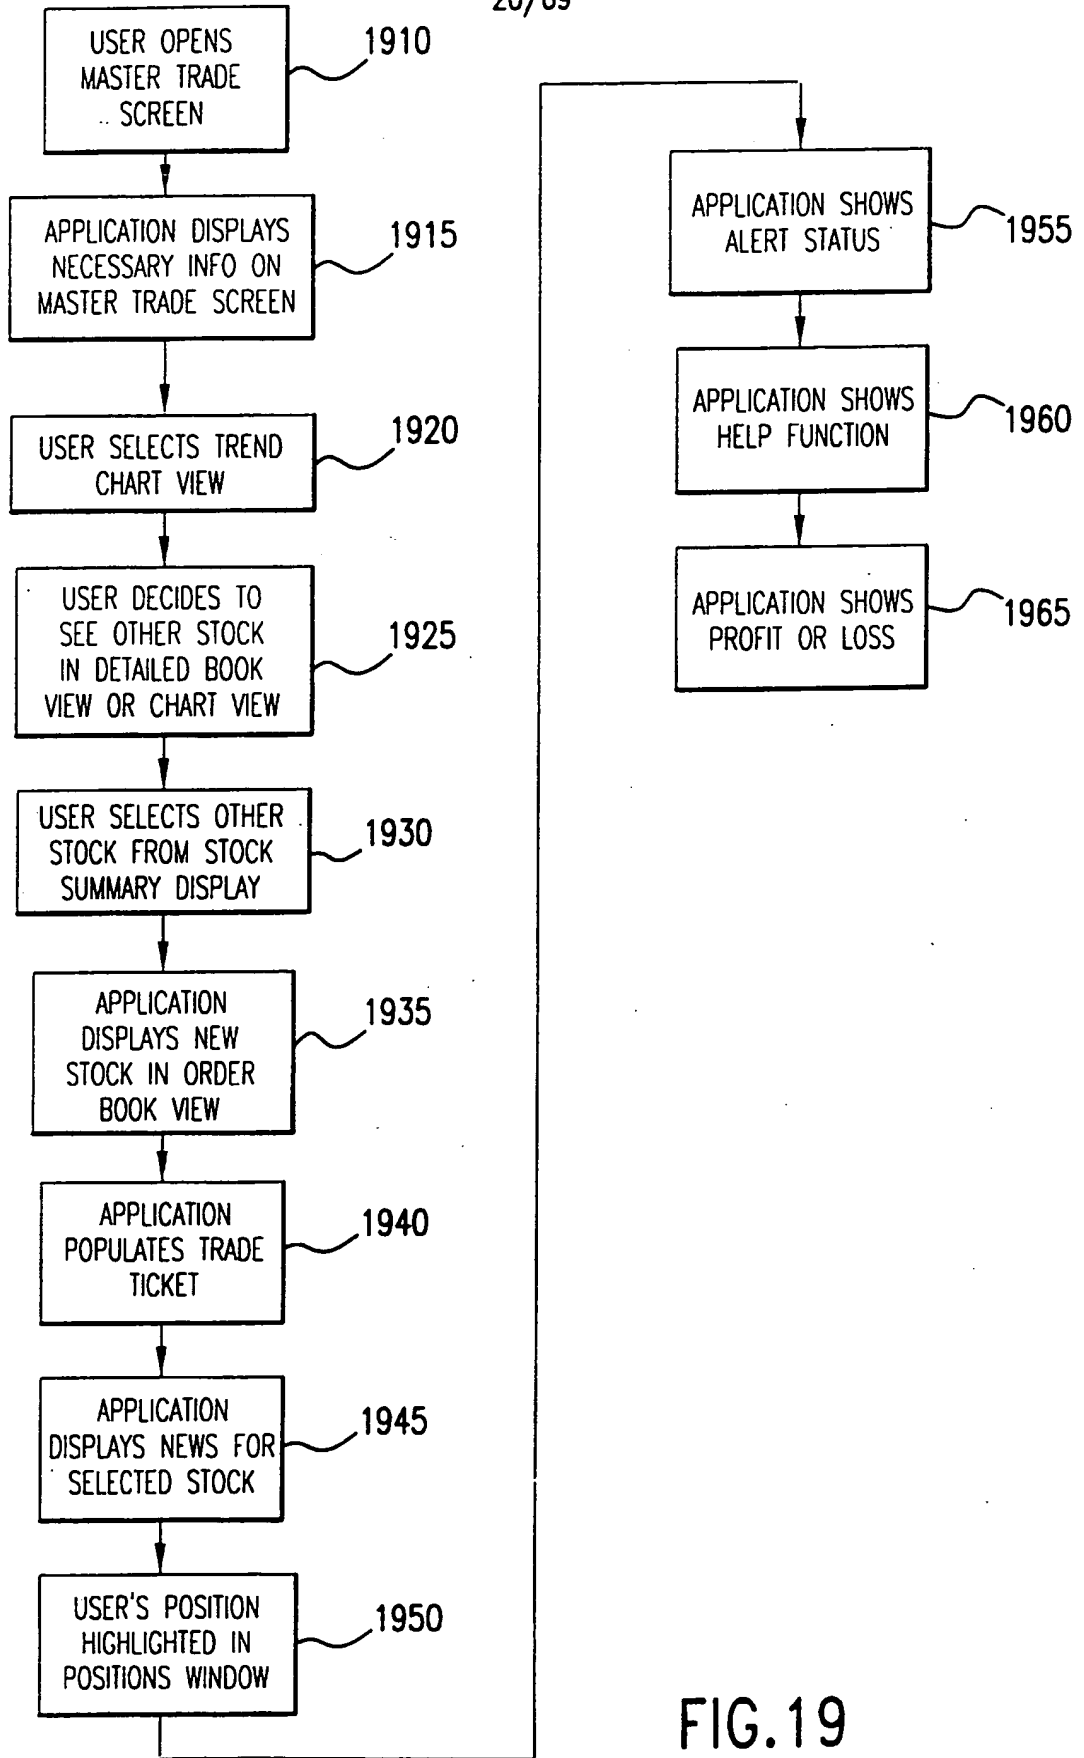 20/69
USER OPENS
MASTER TRADE
SCREEN
1910
APPLICATION DISPLAYS
NECESSARY INFO ON
MASTER TRADE SCREEN
1915
USER SELECTS TREND
CHART VIEW
1920
USER DECIDES TO
SEE OTHER STOCK
IN DETAILED BOOK
VIEW OR CHART VIEW
1925
USER SELECTS OTHER
STOCK FROM STOCK
SUMMARY DISPLAY
1930
APPLICATION
DISPLAYS NEW
STOCK IN ORDER
BOOK VIEW
1935
APPLICATION
POPULATES TRADE
TICKET
1940
APPLICATION
DISPLAYS NEWS FOR
SELECTED STOCK
1945
USER'S POSITION
HIGHLIGHTED IN
POSITIONS WINDOW
1950
APPLICATION SHOWS
ALERT STATUS
1955
APPLICATION SHOWS
HELP FUNCTION
1960
APPLICATION SHOWS
PROFIT OR LOSS
1965
FIG.19